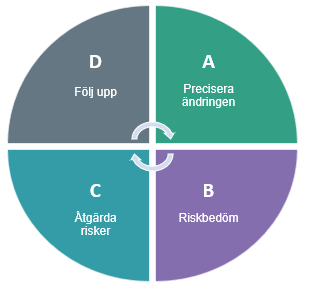 D
Följ upp
A
Precisera
ändringen
C
Åtgärda
risker
B
Riskbedöm